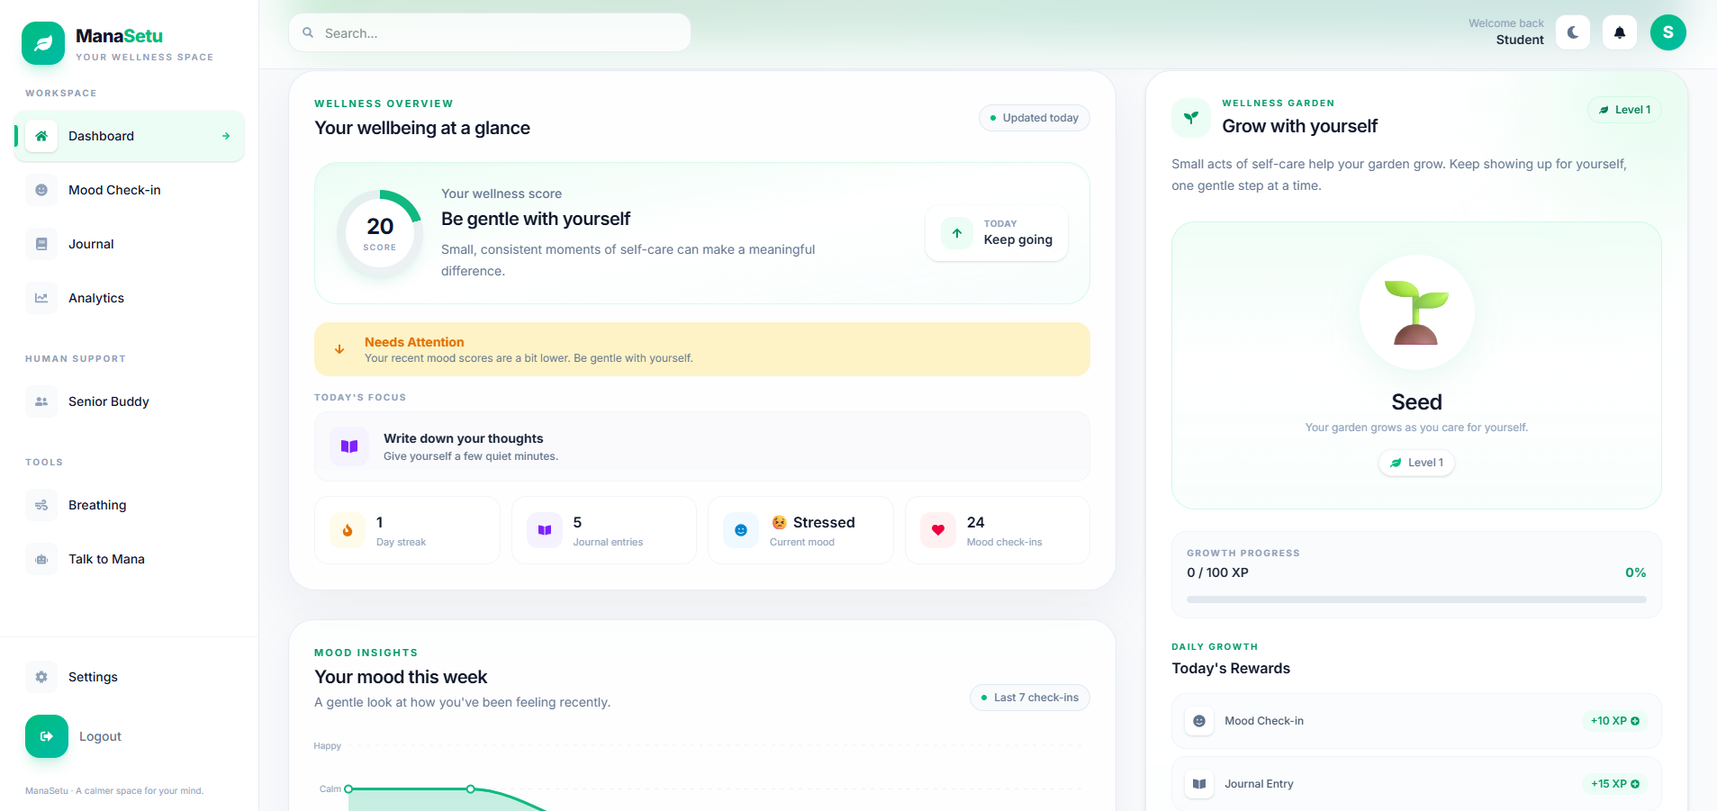 ManaSetu
YOUR WELLNESS SPACE
WORKSPACE
Dashboard
Mood Check-in
Journal
Analytics
HUMAN SUPPORT
Senior Buddy
TOOLS
Breathing
Talk to Mana
Settings
Logout
ManaSetu · A calmer space for your mind.
Search...
Welcome back
Student
S
WELLNESS OVERVIEW
Your wellbeing at a glance
Updated today
20
SCORE
Your wellness score
Be gentle with yourself
Small, consistent moments of self-care can make a meaningful
difference.
TODAY
Keep going
Needs Attention
Your recent mood scores are a bit lower. Be gentle with yourself.
TODAY'S FOCUS
Write down your thoughts
Give yourself a few quiet minutes.
1
Day streak
5
Journal entries
😣 Stressed
Current mood
24
Mood check-ins
MOOD INSIGHTS
Your mood this week
A gentle look at how you've been feeling recently.
Last 7 check-ins
Happy
Calm
WELLNESS GARDEN
Grow with yourself
Level 1
Small acts of self-care help your garden grow. Keep showing up for yourself,
one gentle step at a time.
Seed
Your garden grows as you care for yourself.
Level 1
GROWTH PROGRESS
0 / 100 XP
0%
DAILY GROWTH
Today's Rewards
Mood Check-in
+10 XP
Journal Entry
+15 XP